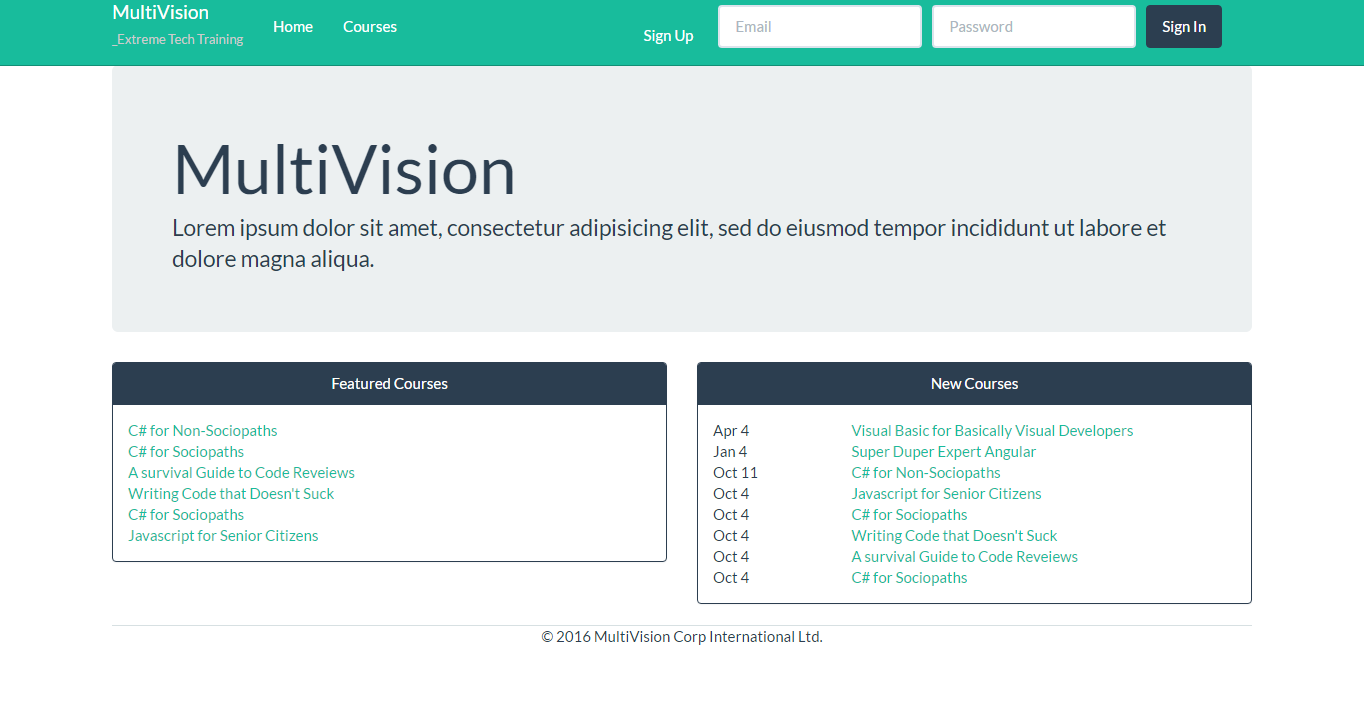 MultiVision
_Extreme Tech Training
Home Courses
Sign Up Email Password Sign In
MultiVision
Lorem ipsum dolor sit amet, consectetur adipisicing elit, sed do eiusmod tempor incididunt ut labore et
dolore magna aliqua.
Featured Courses
C# for Non-Sociopaths
C# for Sociopaths
A survival Guide to Code Reveiews
Writing Code that Doesn't Suck
C# for Sociopaths
Javascript for Senior Citizens
New Courses
Apr 4 Visual Basic for Basically Visual Developers
Jan 4 Super Duper Expert Angular
Oct 11 C# for Non-Sociopaths
Oct 4 Javascript for Senior Citizens
Oct 4 C# for Sociopaths
Oct 4 Writing Code that Doesn't Suck
Oct 4 A survival Guide to Code Reveiews
Oct 4 C# for Sociopaths
© 2016 MultiVision Corp International Ltd.